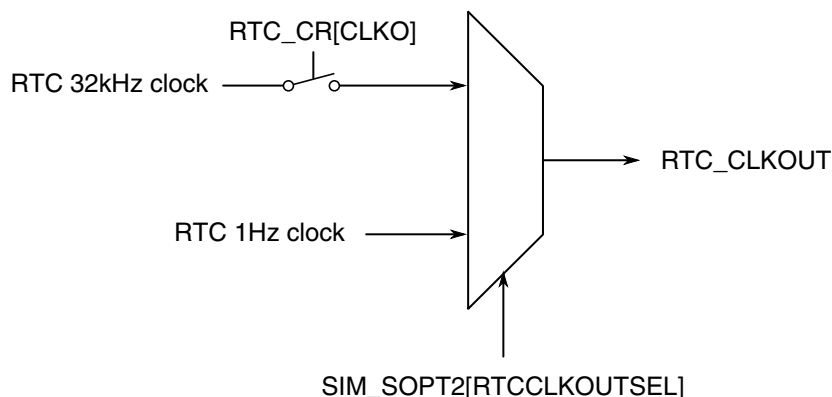 RTC_CR[CLKO]
RTC 32kHz clock
RTC_CLKOUT
RTC 1Hz clock
SIM_SOPT2[RTCCLKOUTSEL]